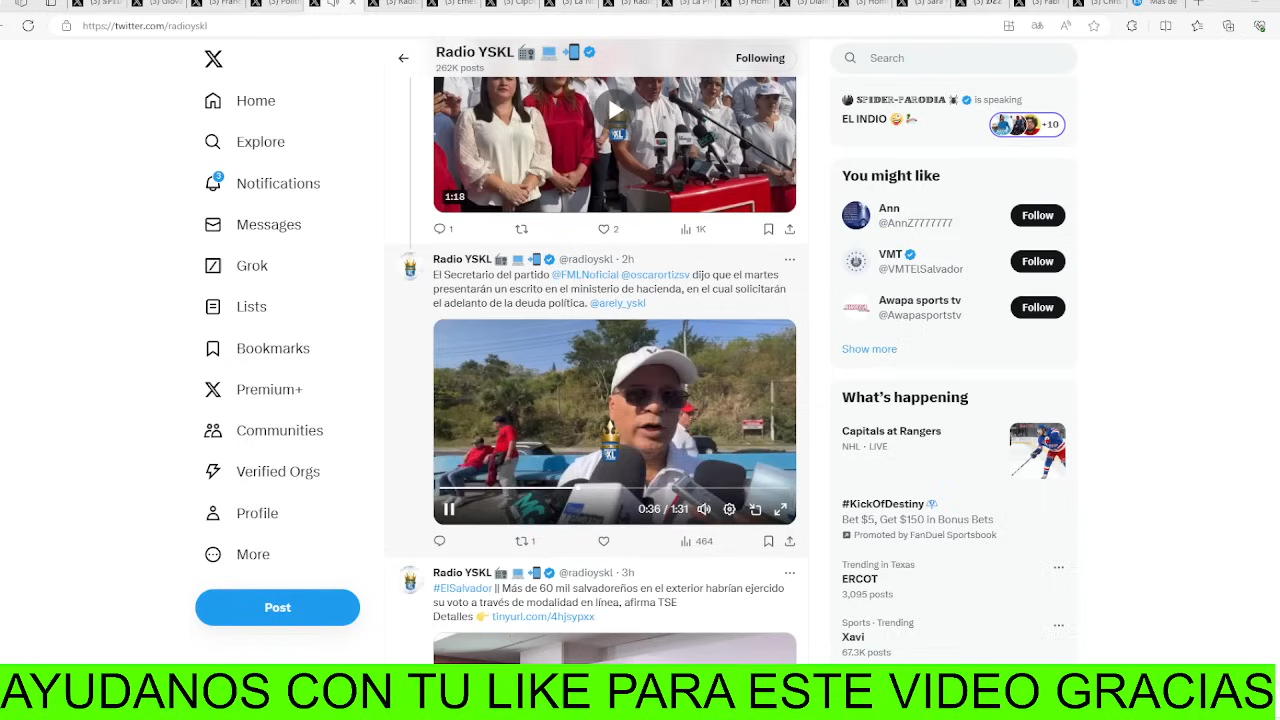 https://twitter.com/radioyskl
Home
Explore
3
Notifications
Messages
Grok
Lists
Bookmarks
Premium+
Communities
Verified Orgs
Profile
More
Post
Radio YSKL
262K posts
Following
1:18
1
2
1K
Radio YSKL @radioyskl · 2h
El Secretario del partido @FMLNoficial @oscarortizsv dijo que el martes
presentarán un escrito en el ministerio de hacienda, en el cual solicitarán
el adelanto de la deuda política. @arely_yskl
KL
0:36 / 1:31
1
464
Radio YSKL @radioyskl · 3h
#ElSalvador || Más de 60 mil salvadoreños en el exterior habrían ejercido
su voto a través de modalidad en línea, afirma TSE
Detalles 👉 tinyurl.com/4hjsypxx
Search
SPIDER-PARODIA is speaking
EL INDIO
+10
You might like
Ann
@AnnZ7777777
Follow
VMT
@VMTElSalvador
Follow
Awapa sports tv
@Awapasportstv
Follow
Show more
What's happening
Capitals at Rangers
NHL · LIVE
#KickOfDestiny
Bet $5, Get $150 in Bonus Bets
Promoted by FanDuel Sportsbook
Trending in Texas
ERCOT
3,095 posts
Sports · Trending
Xavi
67.3K posts
AYUDANOS CON TU LIKE PARA ESTE VIDEO GRACIAS